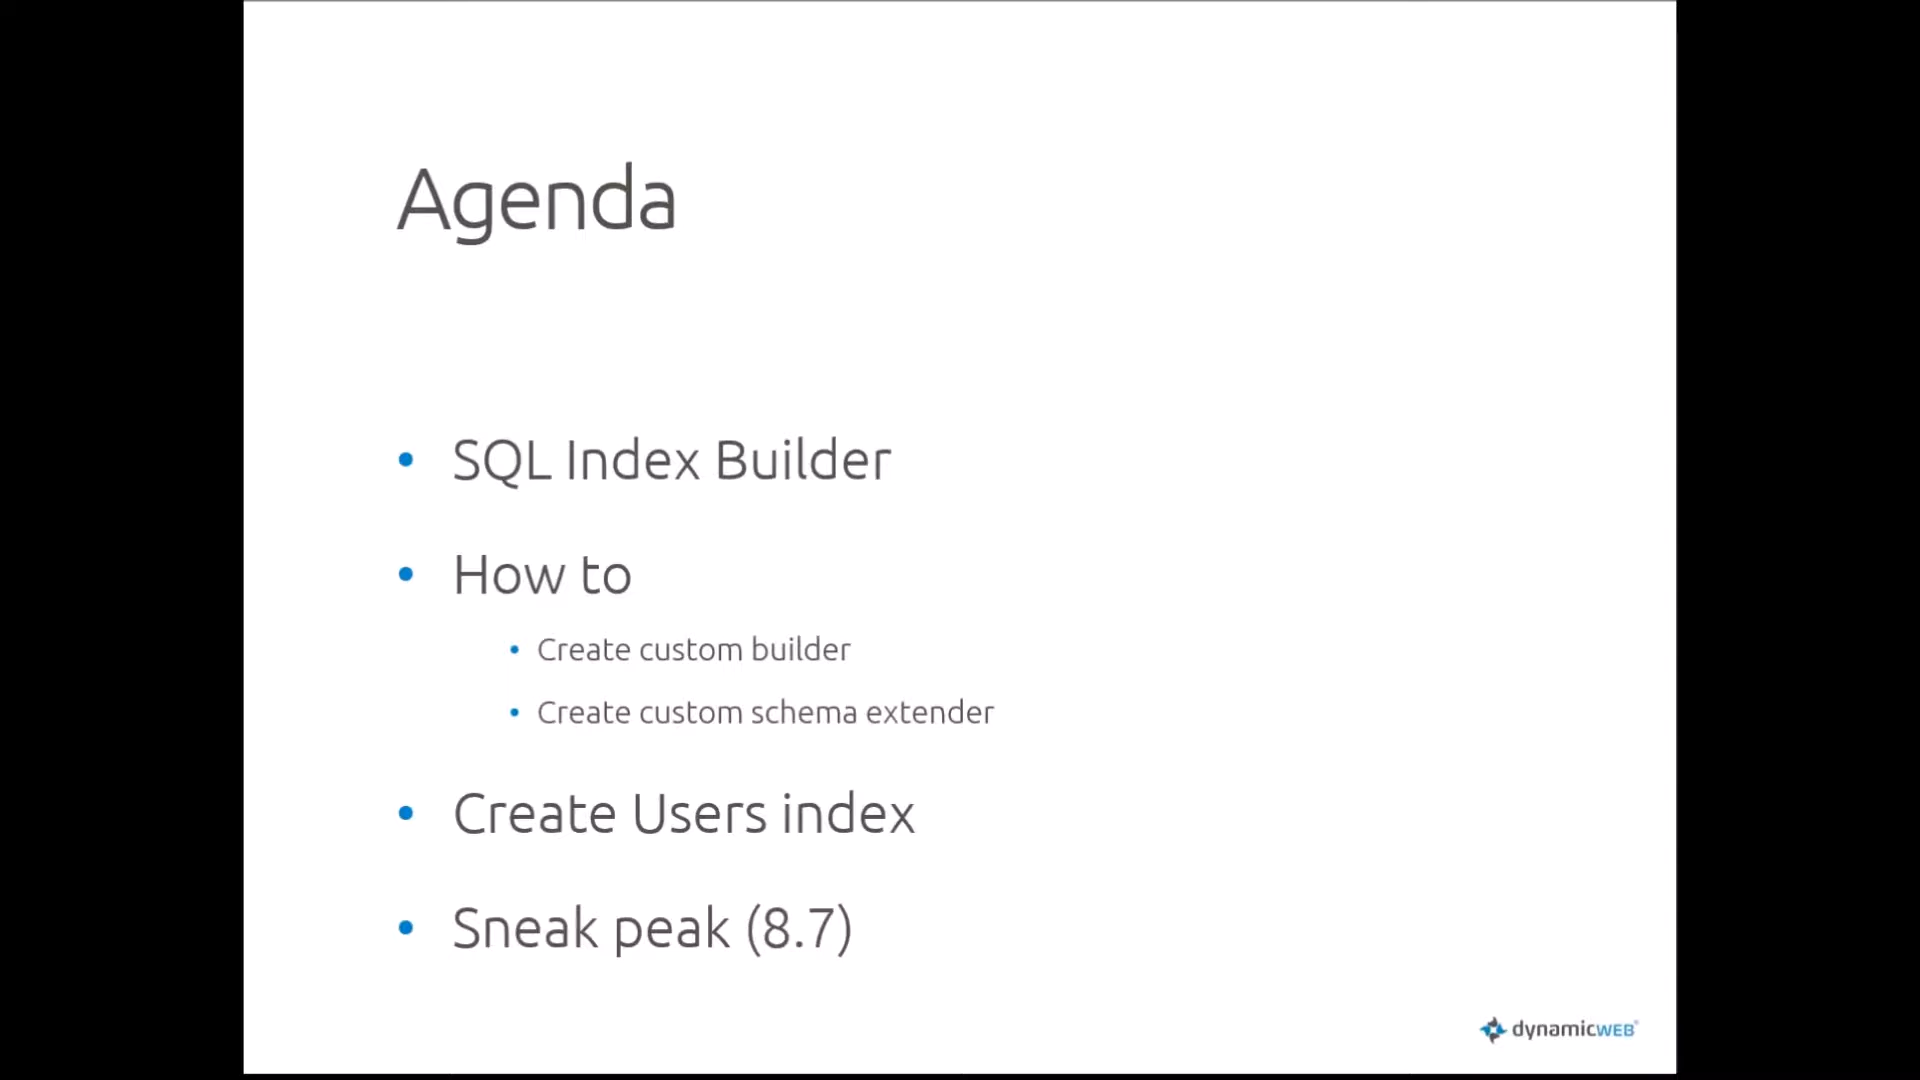 Agenda
• SQL Index Builder
• How to
• Create custom builder
• Create custom schema extender
• Create Users index
• Sneak peak (8.7)
dynamicWEB®